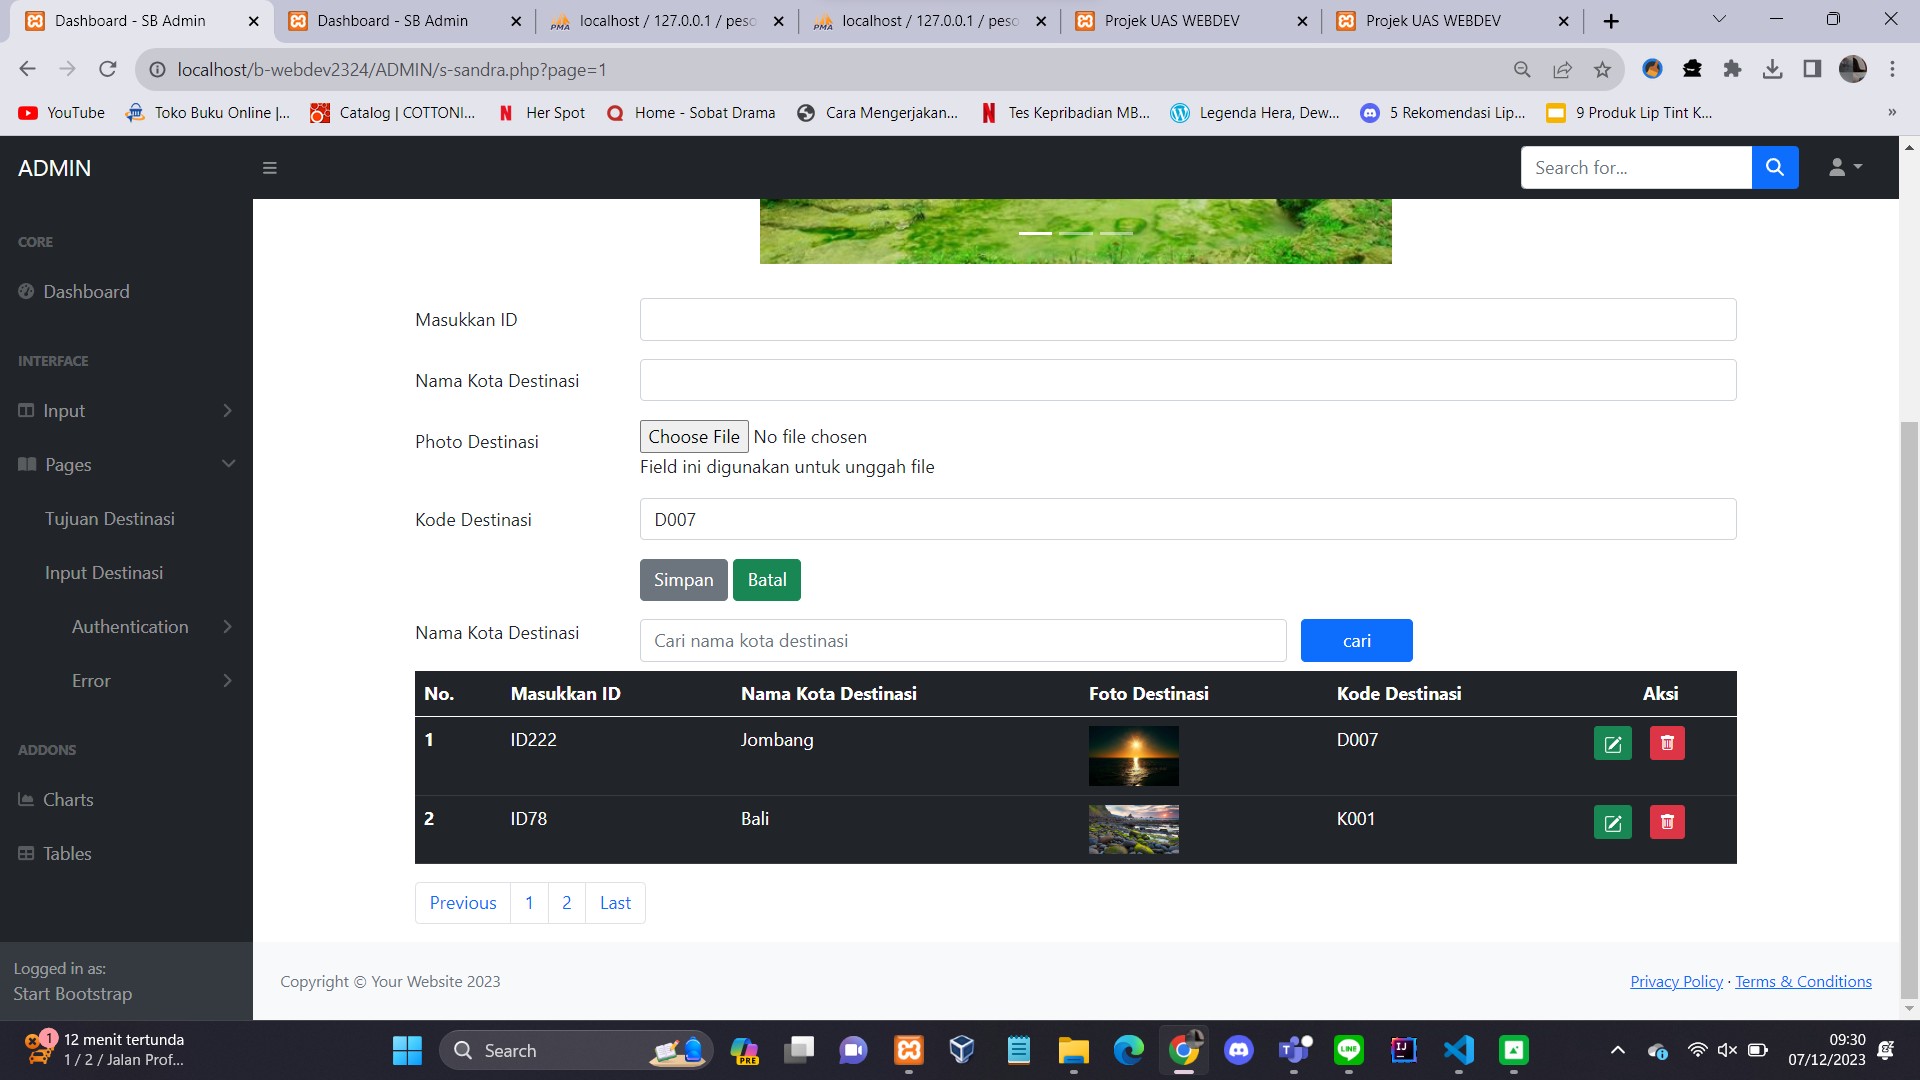 Dashboard - SB Admin
Dashboard - SB Admin
localhost / 127.0.0.1 / peso
localhost / 127.0.0.1 / peso
Projek UAS WEBDEV
Projek UAS WEBDEV
localhost/b-webdev2324/ADMIN/s-sandra.php?page=1
YouTube
Toko Buku Online |...
Catalog | COTTONI...
Her Spot
Home - Sobat Drama
Cara Mengerjakan...
Tes Kepribadian MB...
Legenda Hera, Dew...
5 Rekomendasi Lip...
9 Produk Lip Tint K...
»
ADMIN
Search for...
CORE
Dashboard
INTERFACE
Input
Pages
Tujuan Destinasi
Input Destinasi
Authentication
Error
ADDONS
Charts
Tables
Logged in as:
Start Bootstrap
Masukkan ID
Nama Kota Destinasi
Photo Destinasi
Choose File No file chosen
Field ini digunakan untuk unggah file
Kode Destinasi
D007
Simpan
Batal
Nama Kota Destinasi
Cari nama kota destinasi
cari
No. Masukkan ID Nama Kota Destinasi Foto Destinasi Kode Destinasi Aksi
1 ID222 Jombang D007
2 ID78 Bali K001
Previous 1 2 Last
Copyright © Your Website 2023
Privacy Policy · Terms & Conditions
1
12 menit tertunda
1 / 2 / Jalan Prof...
Search
PRE
LINE
09:30
07/12/2023